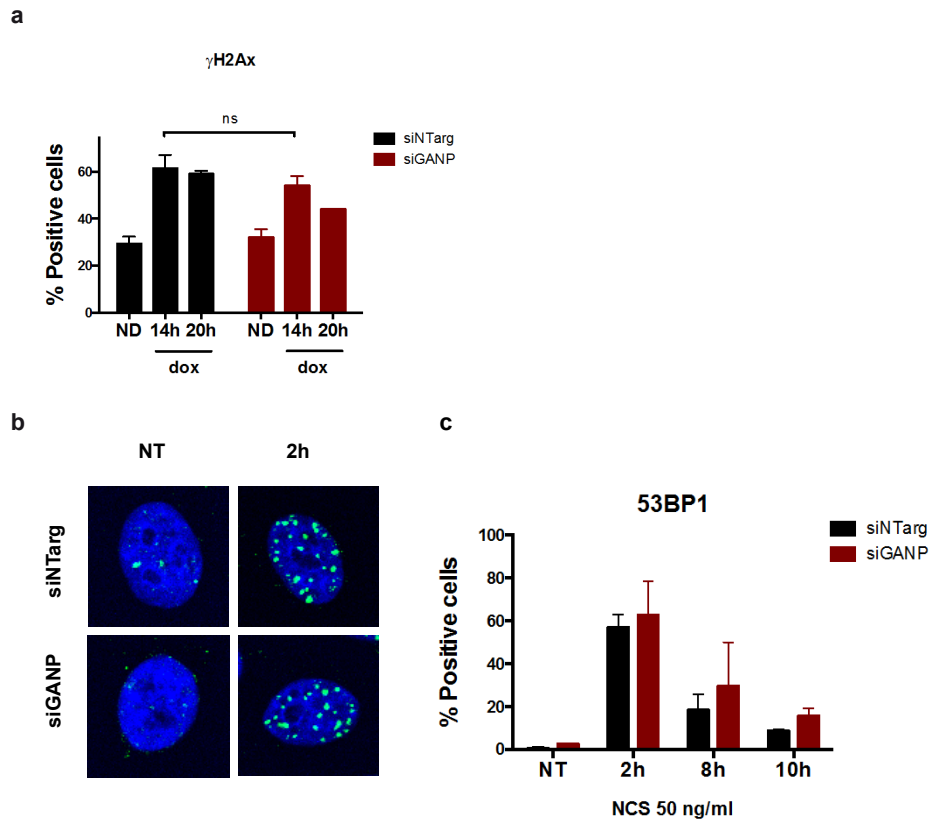 a
γH2Ax
ns
siNTarg
siGANP
% Positive cells
60
40
20
0
ND 14h 20h ND 14h 20h
dox dox
b
c
NT 2h
siNTarg
siGANP
53BP1
siNTarg
siGANP
% Positive cells
100
80
60
40
20
0
NT 2h 8h 10h
NCS 50 ng/ml